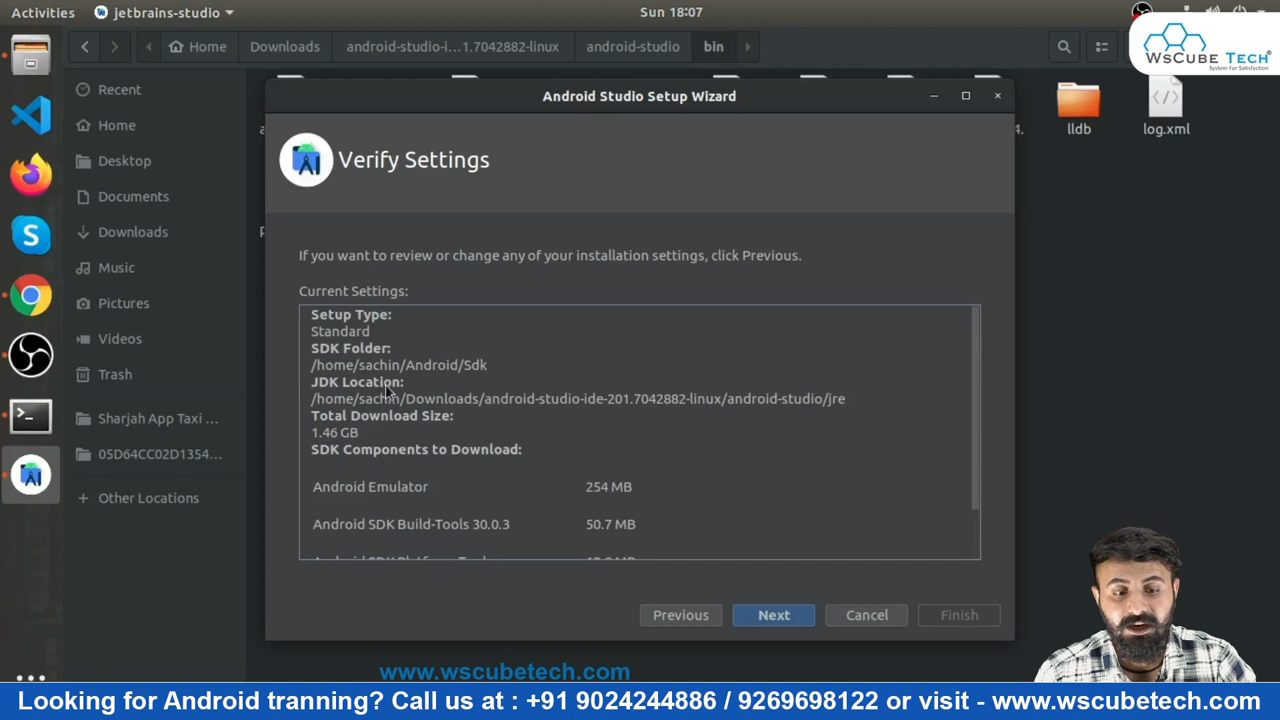 Activities
jetbrains-studio
Sun 18:07
Home
Downloads
android-studio-i...1.7042882-linux
android-studio
bin
WsCube Tech
System For Satisfaction
Recent
Home
Desktop
Documents
Downloads
Music
Pictures
Videos
Trash
Sharjah App Taxi ...
05D64CC02D1354...
Other Locations
lldb
log.xml
Android Studio Setup Wizard
Verify Settings
If you want to review or change any of your installation settings, click Previous.
Current Settings:
Setup Type:
Standard
SDK Folder:
/home/sachin/Android/Sdk
JDK Location:
/home/sachin/Downloads/android-studio-ide-201.7042882-linux/android-studio/jre
Total Download Size:
1.46 GB
SDK Components to Download:
Android Emulator 254 MB
Android SDK Build-Tools 30.0.3 50.7 MB
Previous
Next
Cancel
Finish
www.wscubetech.com
Looking for Android tranning? Call us at : +91 9024244886 / 9269698122 or visit - www.wscubetech.com